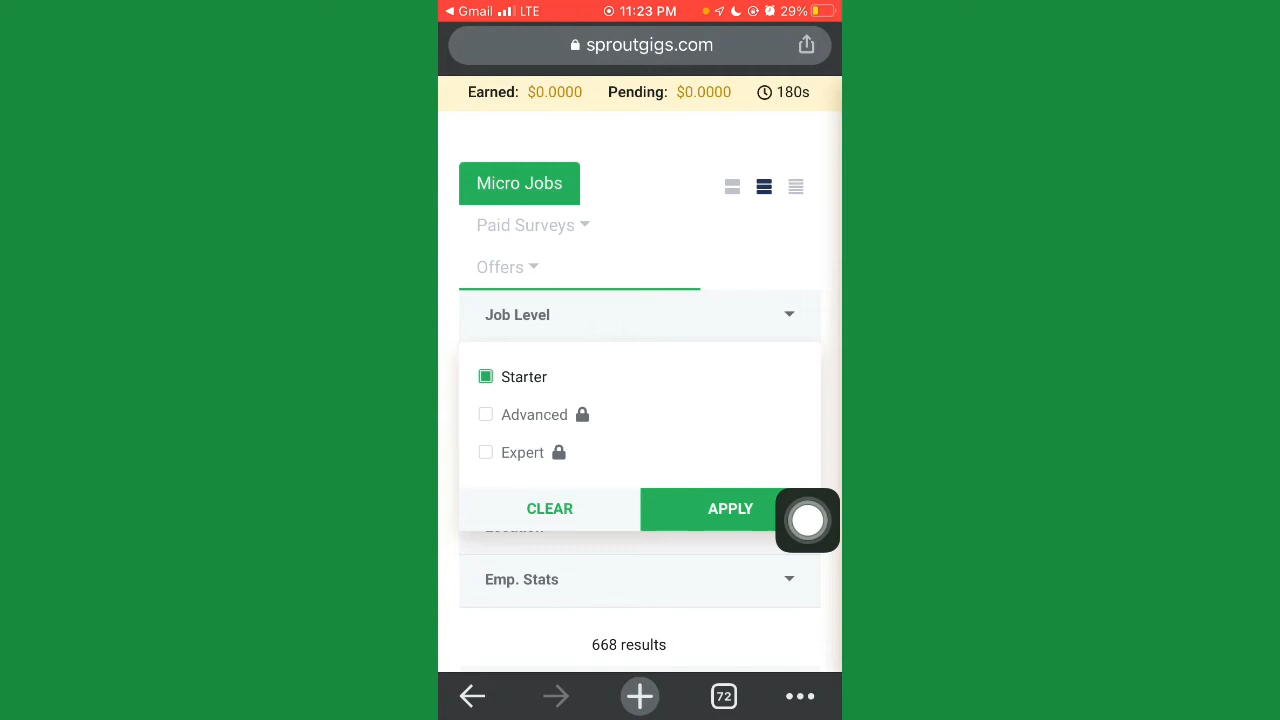 Gmail LTE 11:23 PM 29%
sproutgigs.com
Earned: $0.0000 Pending: $0.0000 180s
Micro Jobs
Paid Surveys
Offers
Job Level
Starter
Advanced
Expert
CLEAR APPLY
Location
Emp. Stats
668 results
72